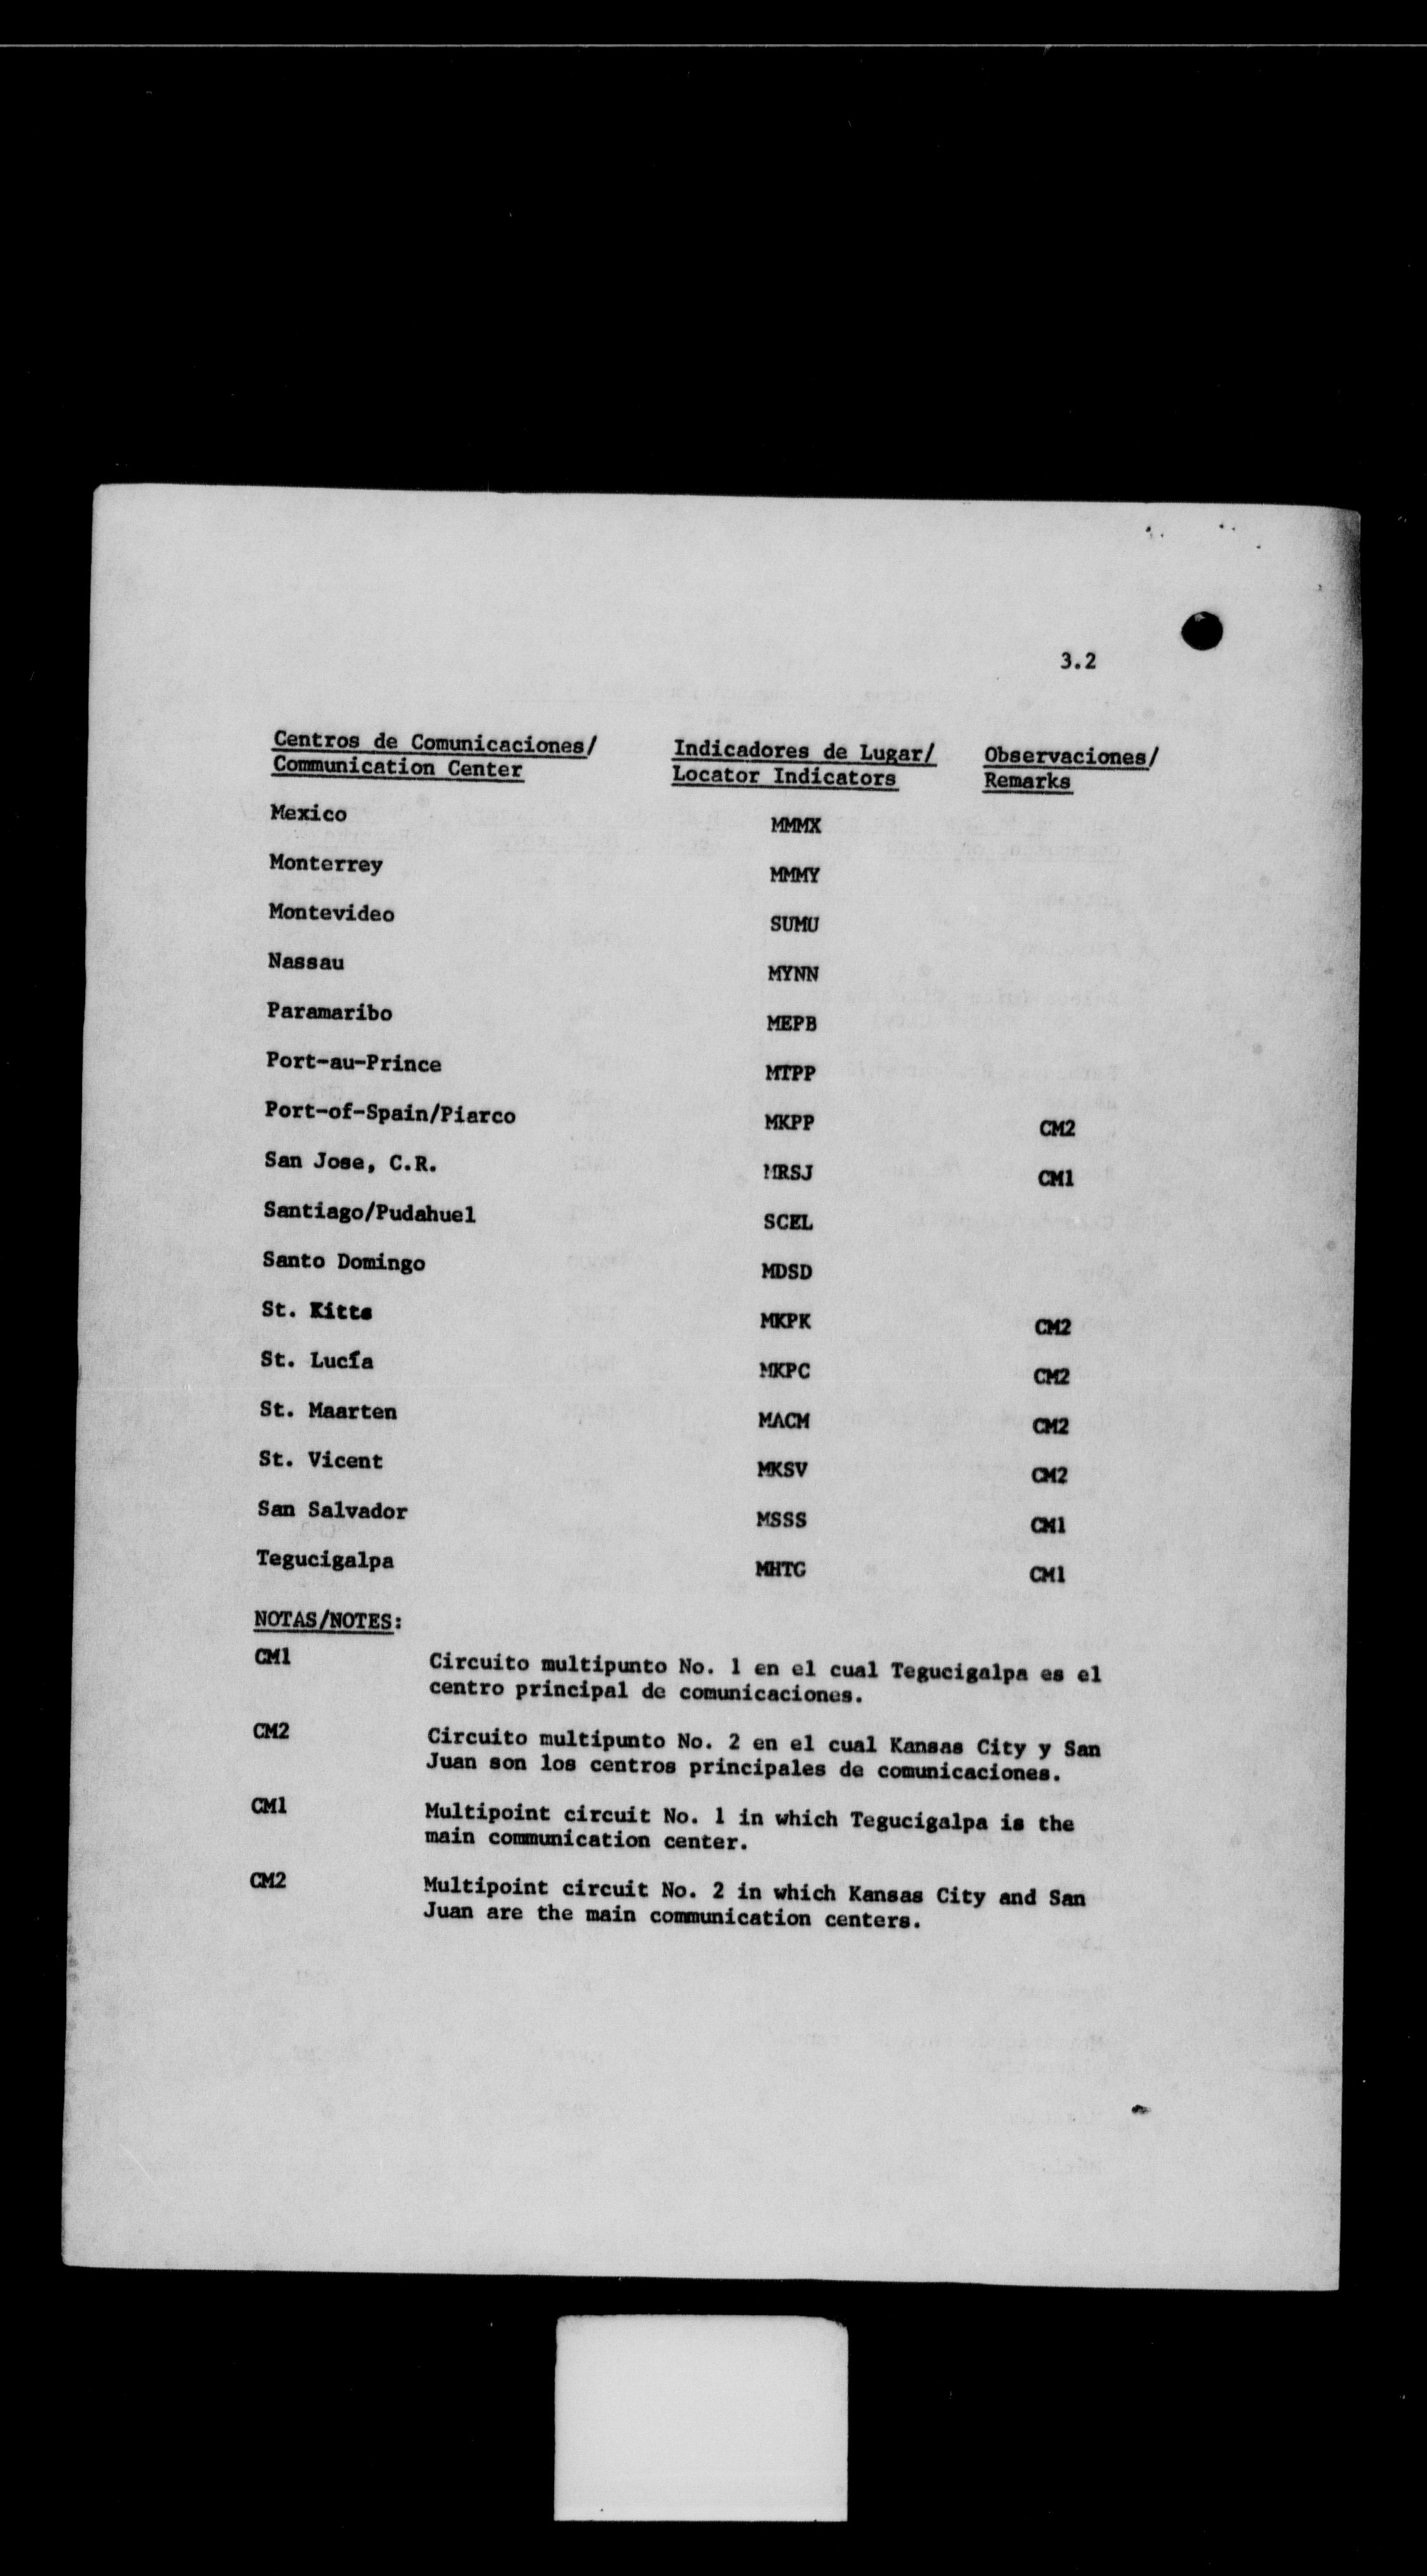 3.2
Centros de Comunicaciones/ Indicadores de Lugar/ Observaciones/
Communication Center Locator Indicators Remarks
Mexico MMMX
Monterrey MMMY
Montevideo SUMU
Nassau MYNN
Paramaribo MEPB
Port-au-Prince MTPP
Port-of-Spain/Piarco MKPP CM2
San Jose, C.R. MRSJ CM1
Santiago/Pudahuel SCEL
Santo Domingo MDSD
St. Kitts MKPK CM2
St. Lucía MKPC CM2
St. Maarten MACM CM2
St. Vicent MKSV CM2
San Salvador MSSS CM1
Tegucigalpa MHTG CM1
NOTAS/NOTES:
CM1 Circuito multipunto No. 1 en el cual Tegucigalpa es el
centro principal de comunicaciones.
CM2 Circuito multipunto No. 2 en el cual Kansas City y San
Juan son los centros principales de comunicaciones.
CM1 Multipoint circuit No. 1 in which Tegucigalpa is the
main communication center.
CM2 Multipoint circuit No. 2 in which Kansas City and San
Juan are the main communication centers.